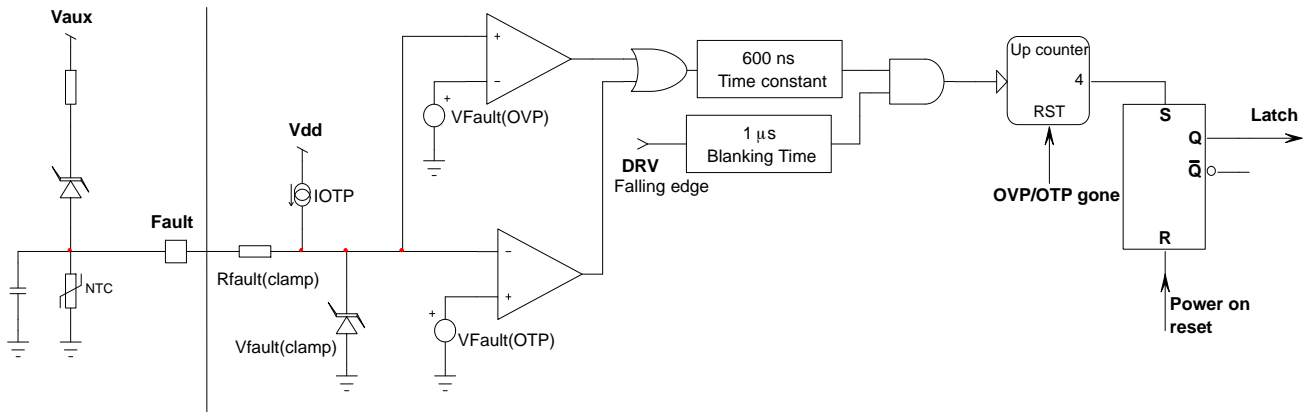 Vaux
Fault
NTC
Rfault(clamp)
Vdd
IOTP
Vfault(clamp)
+
−
+
VFault(OVP)
−
+
+
VFault(OTP)
600 ns
Time constant
1 μs
Blanking Time
DRV
Falling edge
Up counter
4
RST
OVP/OTP gone
S
Q
Q̅
R
Latch
Power on
reset